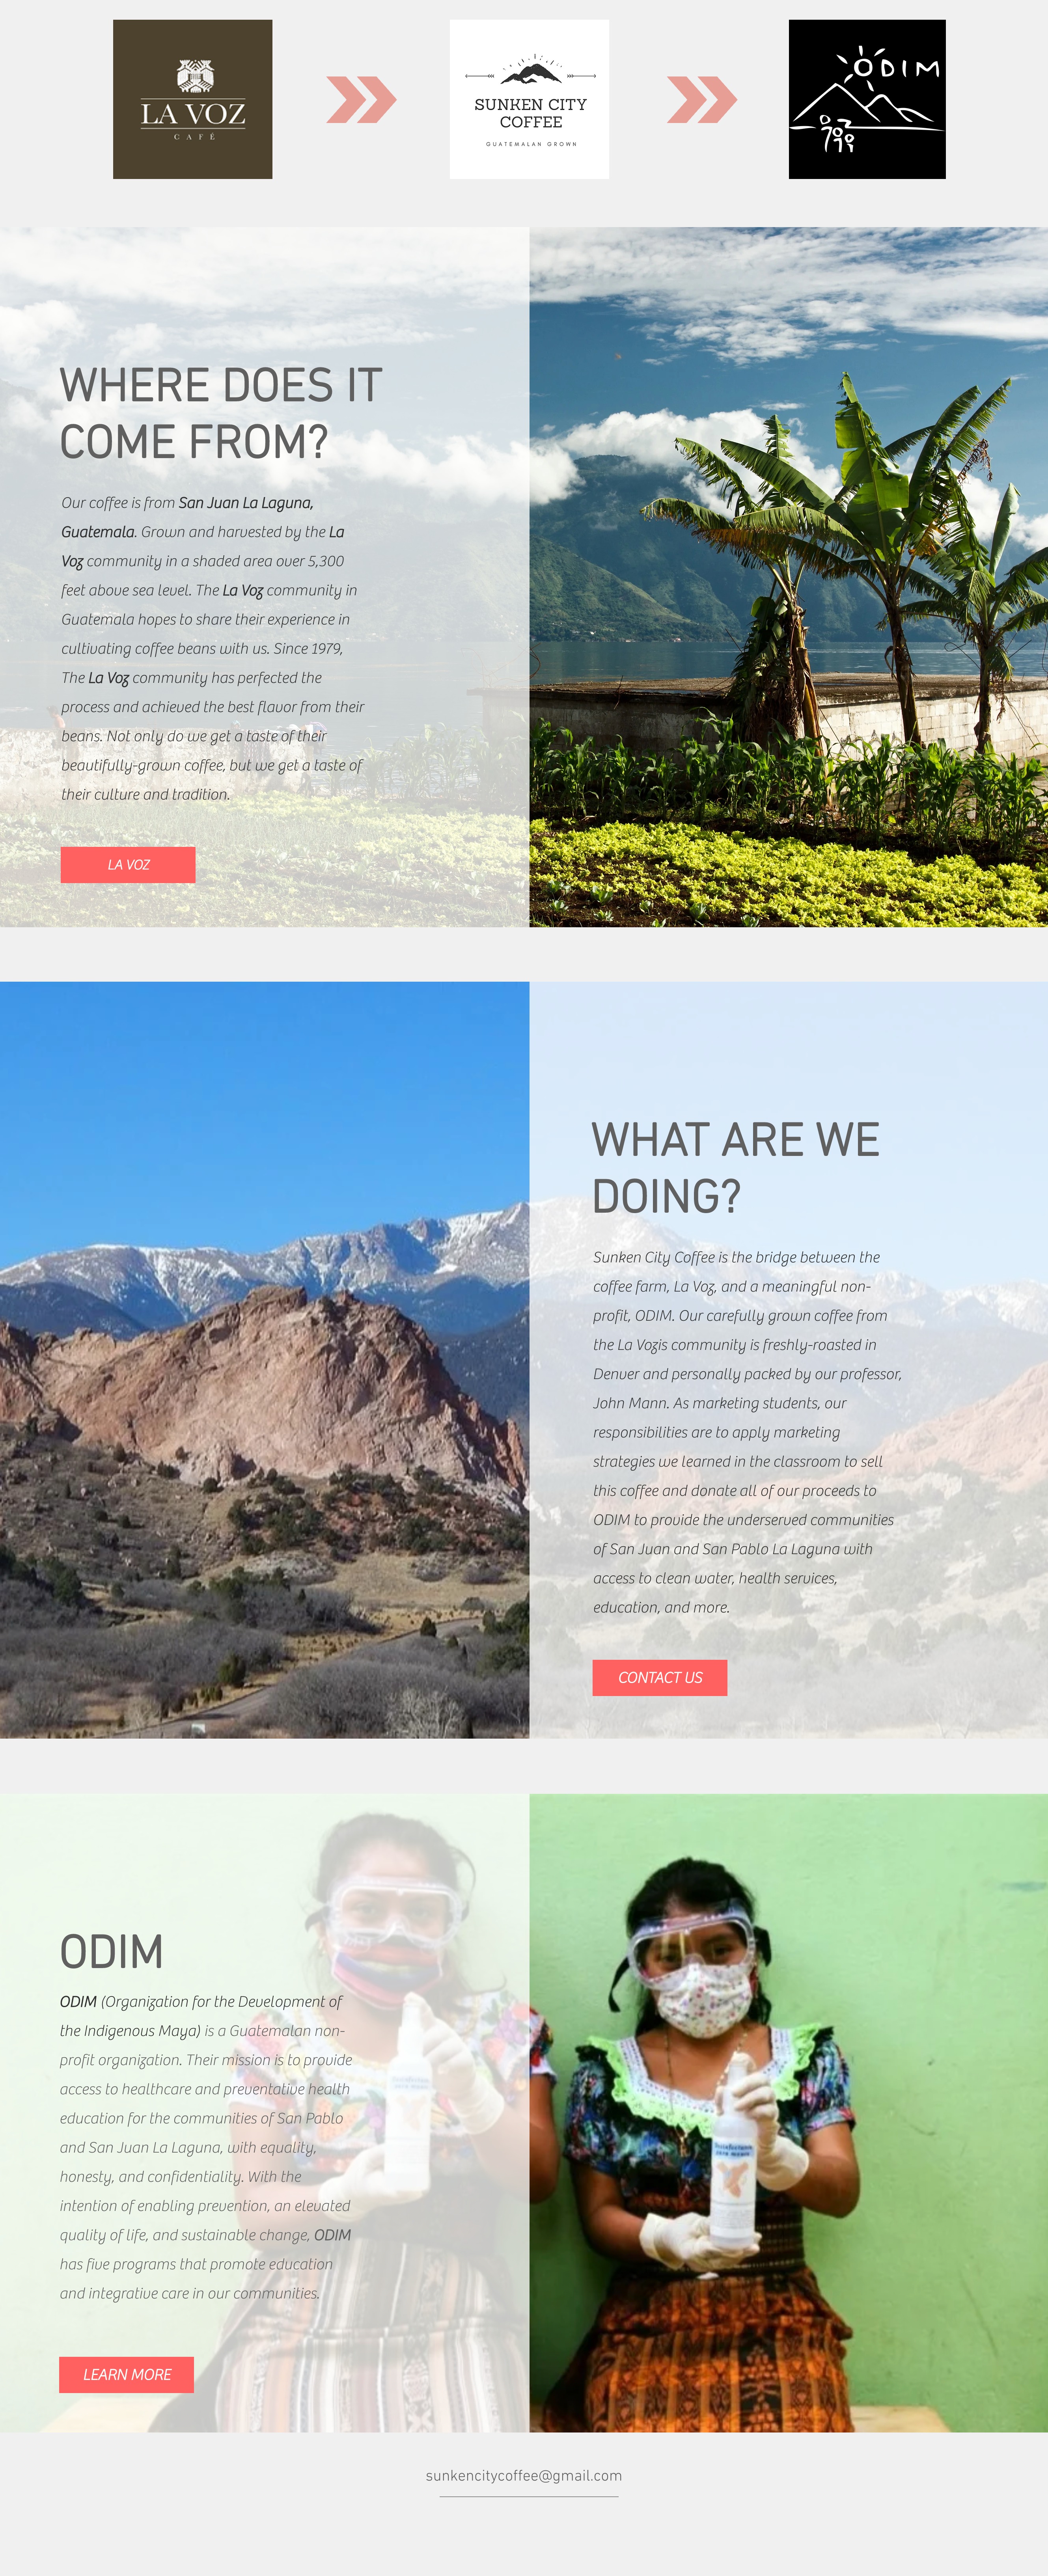 LA VOZ
CAFÉ
SUNKEN CITY
COFFEE
GUATEMALAN GROWN
ODIM
WHERE DOES IT
COME FROM?
Our coffee is from San Juan La Laguna,
Guatemala. Grown and harvested by the La
Voz community in a shaded area over 5,300
feet above sea level. The La Voz community in
Guatemala hopes to share their experience in
cultivating coffee beans with us. Since 1979,
The La Voz community has perfected the
process and achieved the best flavor from their
beans. Not only do we get a taste of their
beautifully-grown coffee, but we get a taste of
their culture and tradition.
LA VOZ
WHAT ARE WE
DOING?
Sunken City Coffee is the bridge between the
coffee farm, La Voz, and a meaningful non-
profit, ODIM. Our carefully grown coffee from
the La Vozis community is freshly-roasted in
Denver and personally packed by our professor,
John Mann. As marketing students, our
responsibilities are to apply marketing
strategies we learned in the classroom to sell
this coffee and donate all of our proceeds to
ODIM to provide the underserved communities
of San Juan and San Pablo La Laguna with
access to clean water, health services,
education, and more.
CONTACT US
ODIM
ODIM (Organization for the Development of
the Indigenous Maya) is a Guatemalan non-
profit organization. Their mission is to provide
access to healthcare and preventative health
education for the communities of San Pablo
and San Juan La Laguna, with equality,
honesty, and confidentiality. With the
intention of enabling prevention, an elevated
quality of life, and sustainable change, ODIM
has five programs that promote education
and integrative care in our communities.
LEARN MORE
sunkencitycoffee@gmail.com